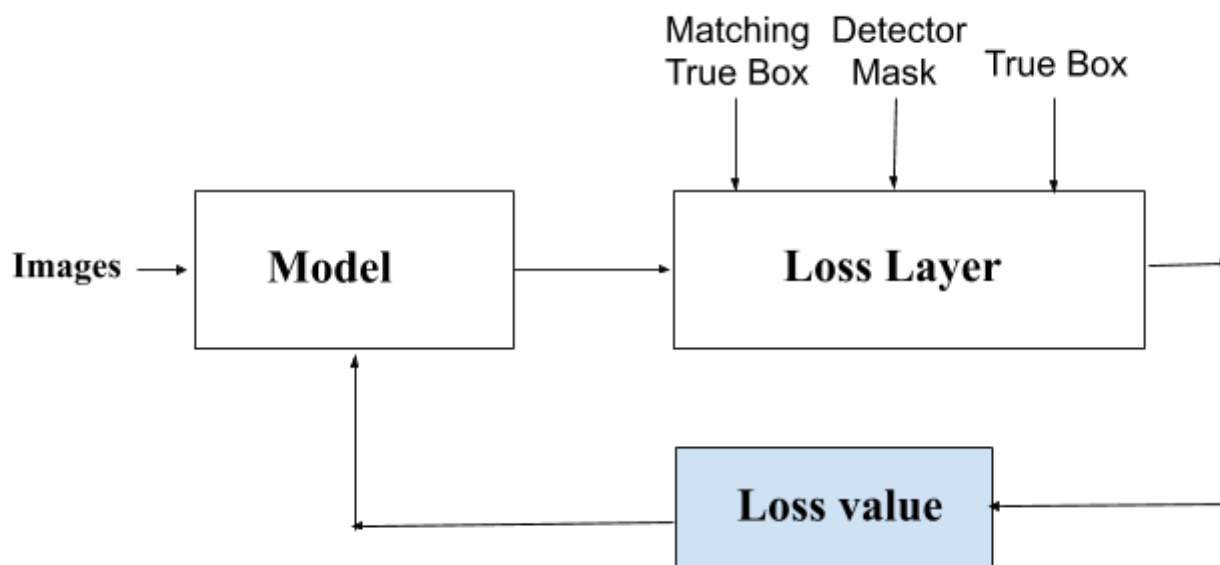 Matching
True Box
Detector
Mask
True Box
Images
Model
Loss Layer
Loss value